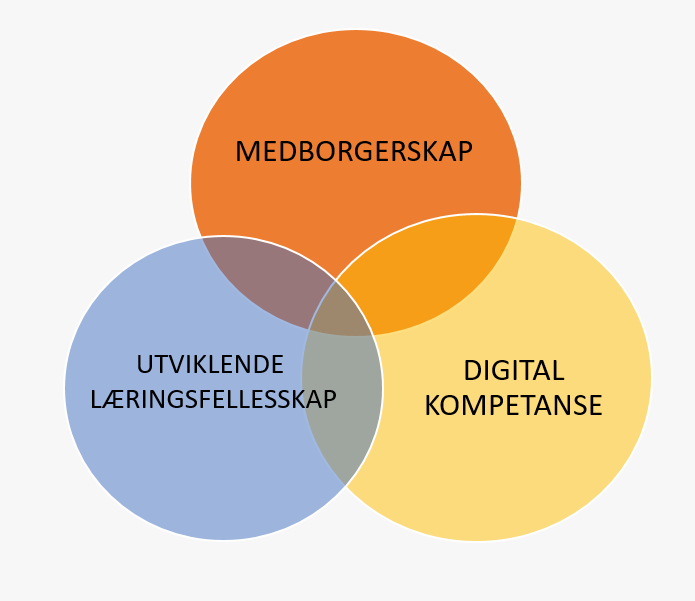 MEDBORGERSKAP
UTVIKLENDE
LÆRINGSFELLESSKAP
DIGITAL
KOMPETANSE